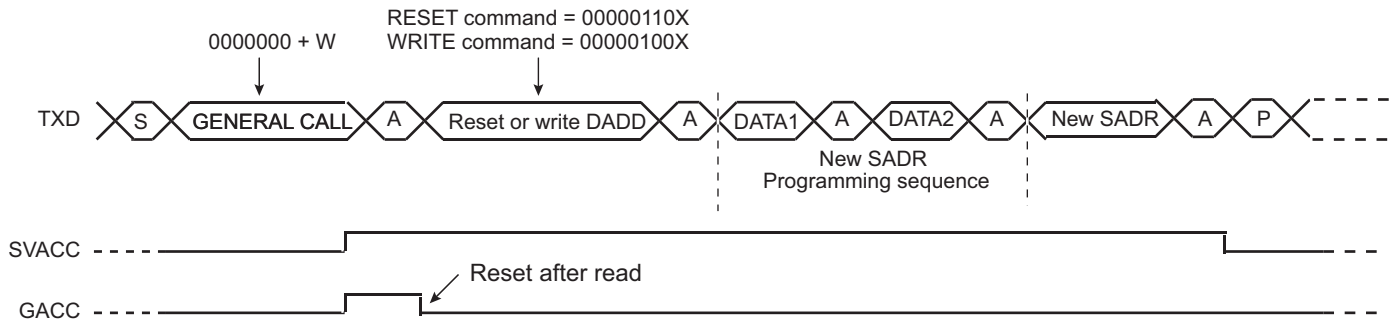 RESET command = 00000110X
0000000 + W WRITE command = 00000100X
TXD S GENERAL CALL A Reset or write DADD A DATA1 A DATA2 A New SADR A P
New SADR
Programming sequence
SVACC
Reset after read
GACC